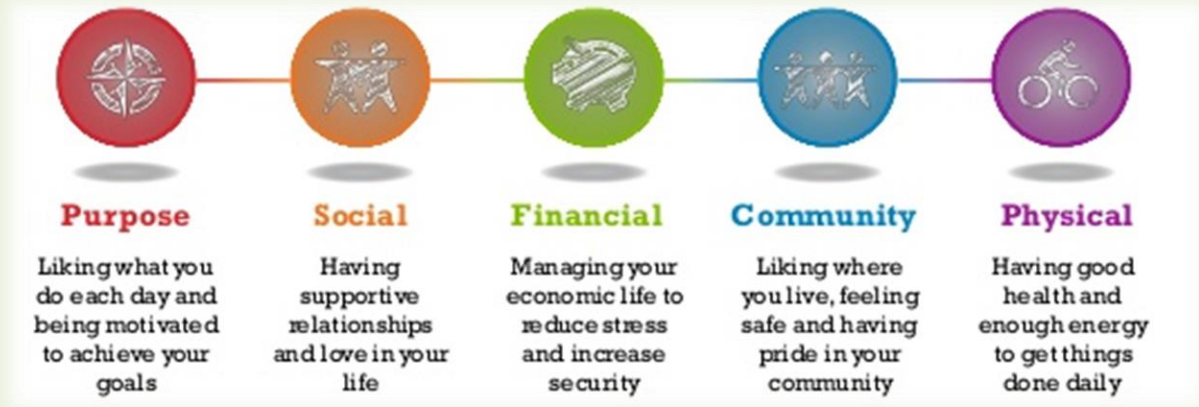 Purpose
Liking what you
do each day and
being motivated
to achieve your
goals
Social
Having
supportive
relationships
and love in your
life
Financial
Managing your
economic life to
reduce stress
and increase
security
Community
Liking where
you live, feeling
safe and having
pride in your
community
Physical
Having good
health and
enough energy
to get things
done daily